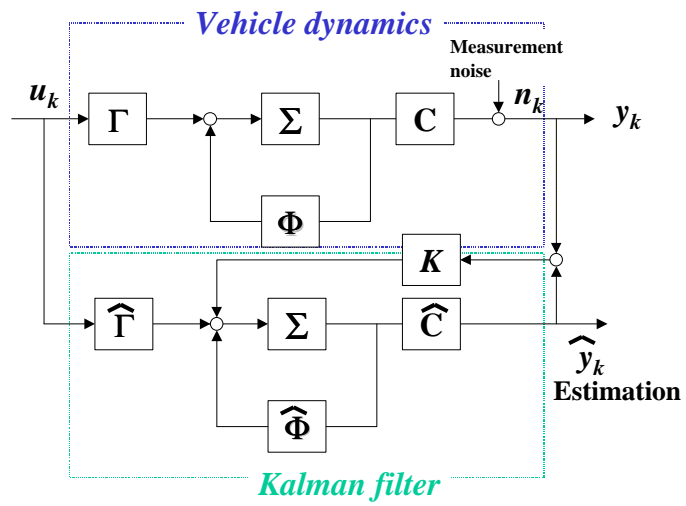 Vehicle dynamics
Measurement
noise
u_k
n_k
Γ
Σ
C
y_k
Φ
K
Γ̂
Σ
Ĉ
ŷ_k
Estimation
Φ̂
Kalman filter